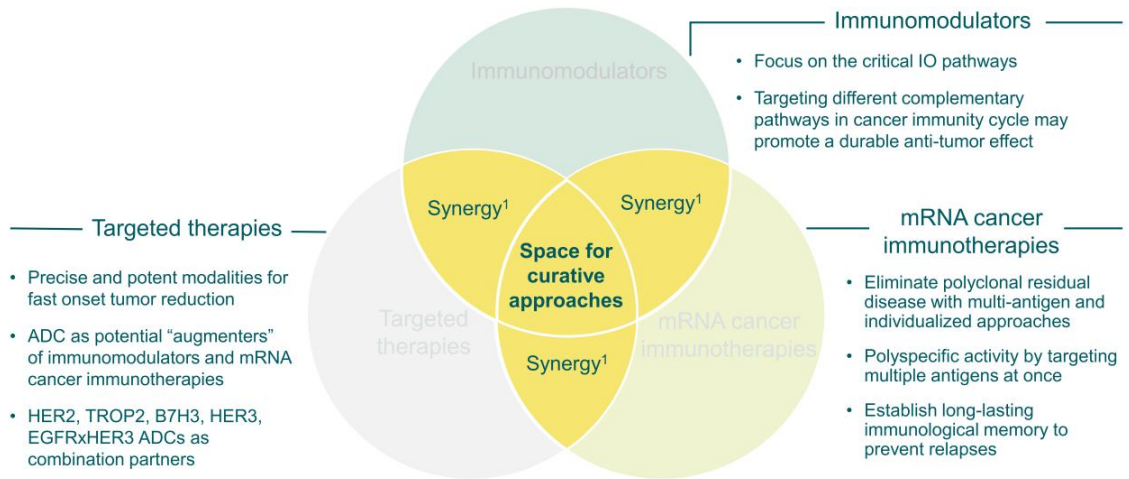 Immunomodulators
• Focus on the critical IO pathways
• Targeting different complementary
pathways in cancer immunity cycle may
promote a durable anti-tumor effect
Immunomodulators
Synergy1
Synergy1
Space for
curative
approaches
Targeted
therapies
mRNA cancer
immunotherapies
Synergy1
Targeted therapies
• Precise and potent modalities for
fast onset tumor reduction
• ADC as potential “augmenters”
of immunomodulators and mRNA
cancer immunotherapies
• HER2, TROP2, B7H3, HER3,
EGFRxHER3 ADCs as
combination partners
mRNA cancer
immunotherapies
• Eliminate polyclonal residual
disease with multi-antigen and
individualized approaches
• Polyspecific activity by targeting
multiple antigens at once
• Establish long-lasting
immunological memory to
prevent relapses